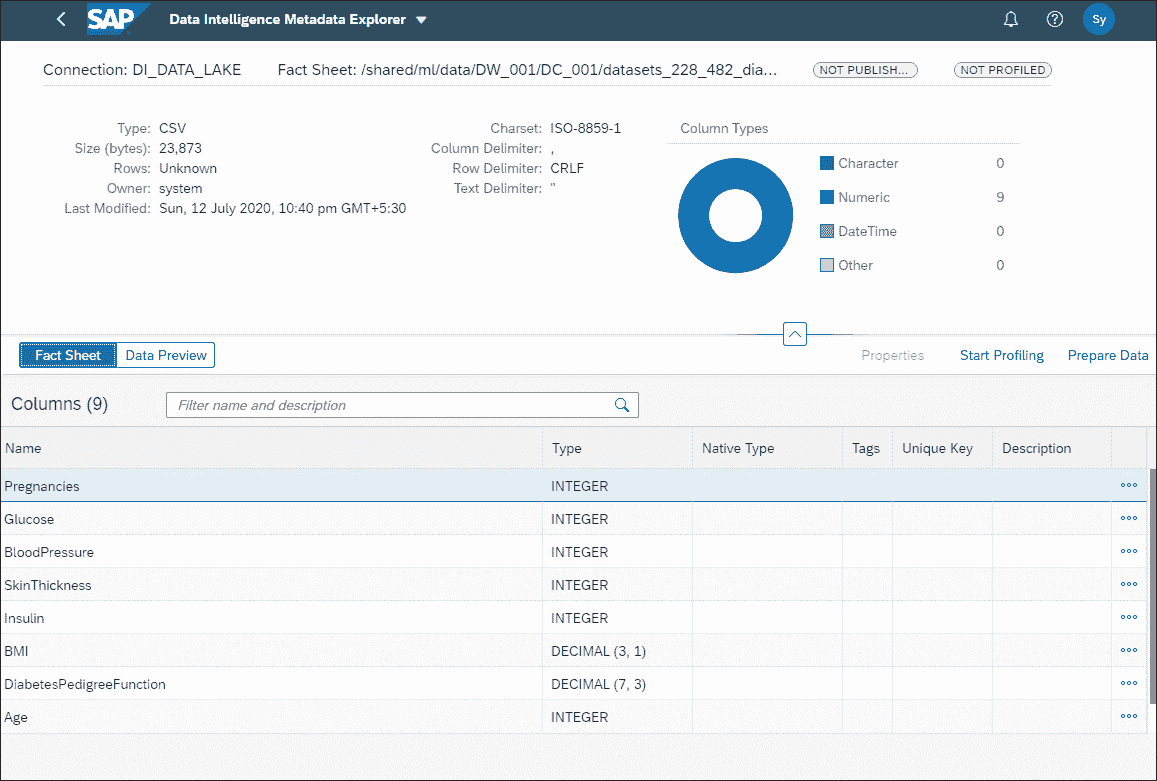 SAP Data Intelligence Metadata Explorer Sy
Connection: DI_DATA_LAKE Fact Sheet: /shared/ml/data/DW_001/DC_001/datasets_228_482_dia... NOT PUBLISH... NOT PROFILED
Type: CSV Charset: ISO-8859-1 Column Types
Size (bytes): 23,873 Column Delimiter: ,
Rows: Unknown Row Delimiter: CRLF
Owner: system Text Delimiter: "
Last Modified: Sun, 12 July 2020, 10:40 pm GMT+5:30
Character 0
Numeric 9
DateTime 0
Other 0
Fact Sheet Data Preview Properties Start Profiling Prepare Data
Columns (9) Filter name and description
Name Type Native Type Tags Unique Key Description
Pregnancies INTEGER
Glucose INTEGER
BloodPressure INTEGER
SkinThickness INTEGER
Insulin INTEGER
BMI DECIMAL (3, 1)
DiabetesPedigreeFunction DECIMAL (7, 3)
Age INTEGER